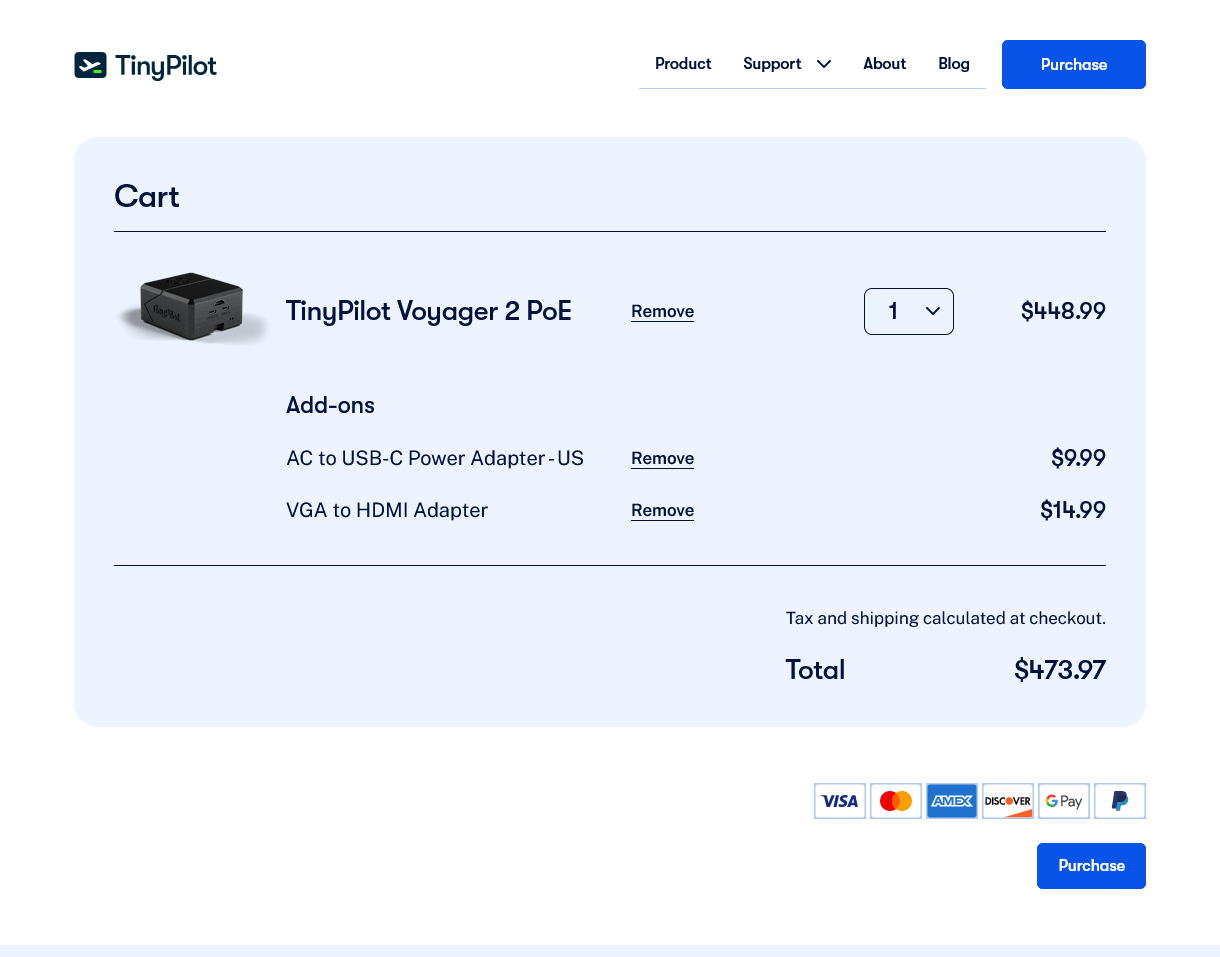 TinyPilot
Product Support About Blog Purchase
Cart
TinyPilot
TinyPilot Voyager 2 PoE Remove 1 $448.99
Add-ons
AC to USB-C Power Adapter - US Remove $9.99
VGA to HDMI Adapter Remove $14.99
Tax and shipping calculated at checkout.
Total $473.97
VISA AMEX DISCOVER G Pay
Purchase